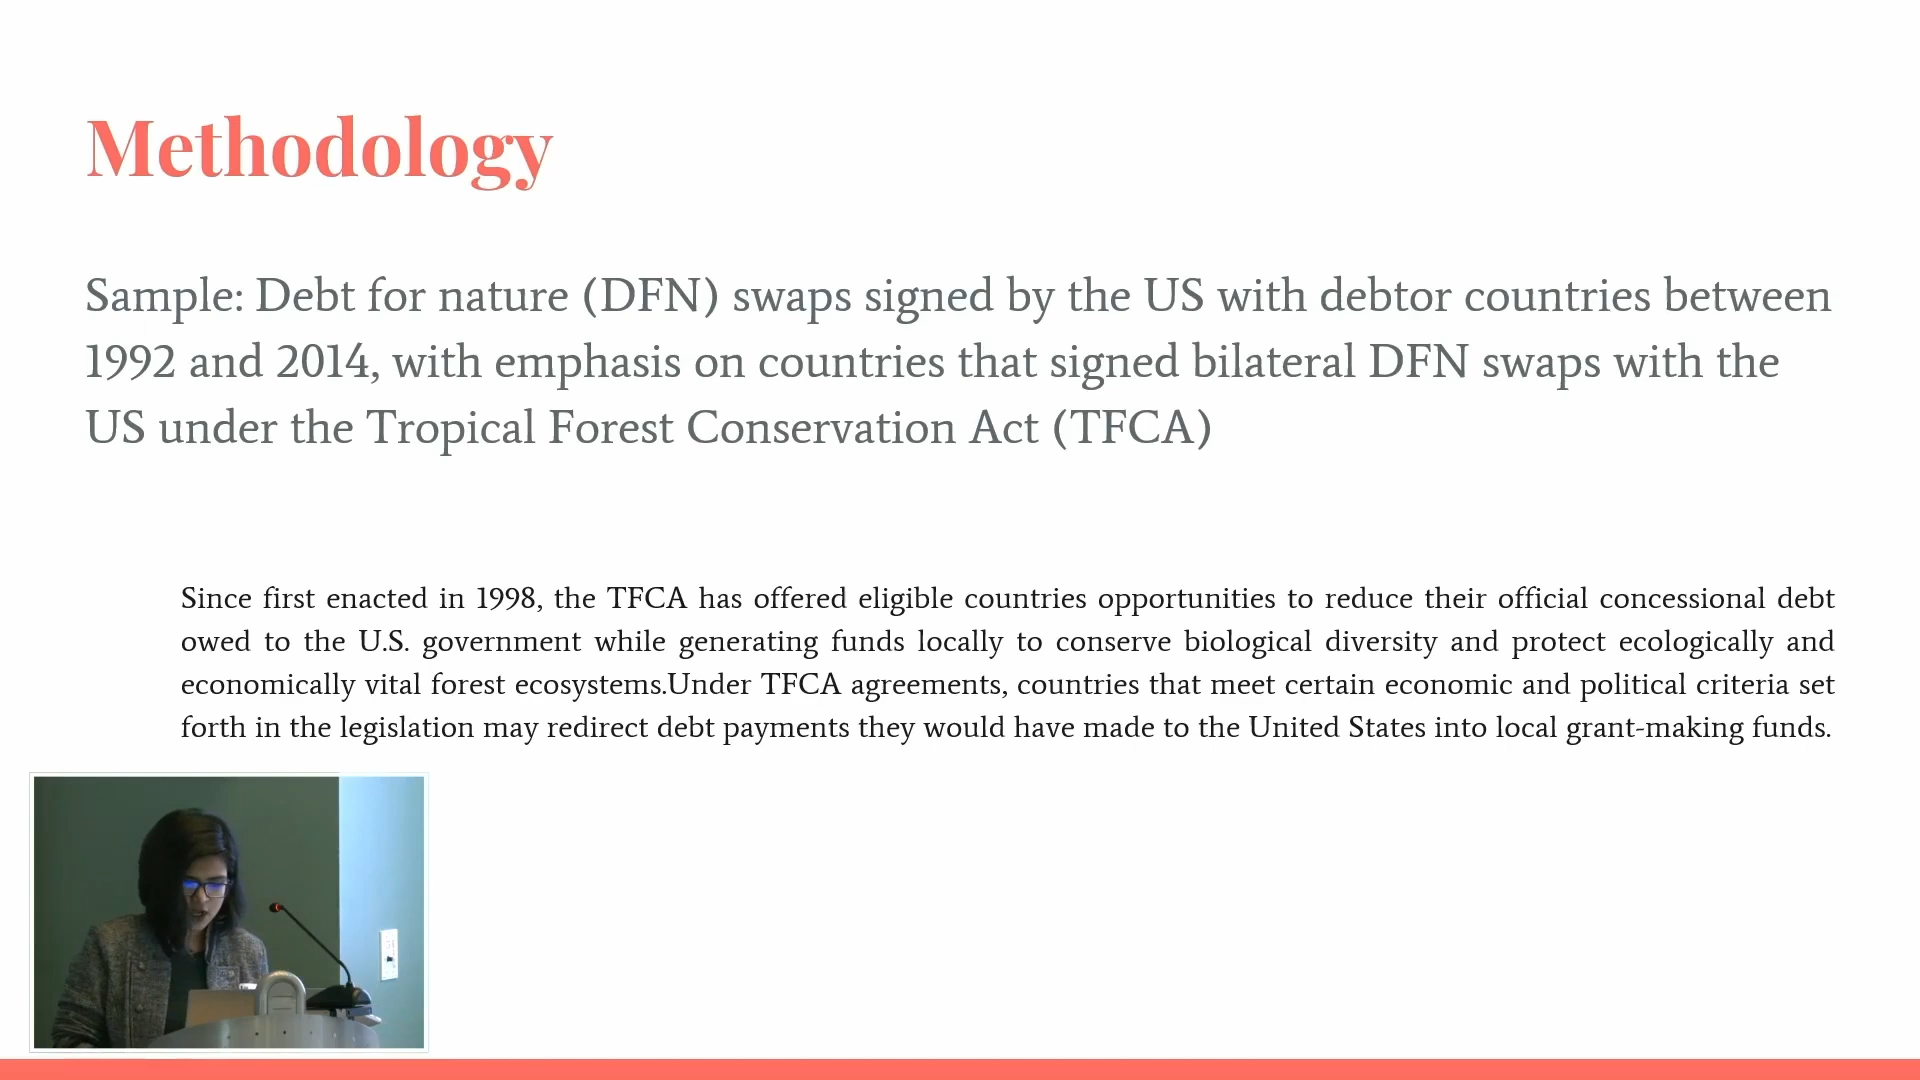 Methodology
Sample: Debt for nature (DFN) swaps signed by the US with debtor countries between
1992 and 2014, with emphasis on countries that signed bilateral DFN swaps with the
US under the Tropical Forest Conservation Act (TFCA)
Since first enacted in 1998, the TFCA has offered eligible countries opportunities to reduce their official concessional debt
owed to the U.S. government while generating funds locally to conserve biological diversity and protect ecologically and
economically vital forest ecosystems.Under TFCA agreements, countries that meet certain economic and political criteria set
forth in the legislation may redirect debt payments they would have made to the United States into local grant-making funds.